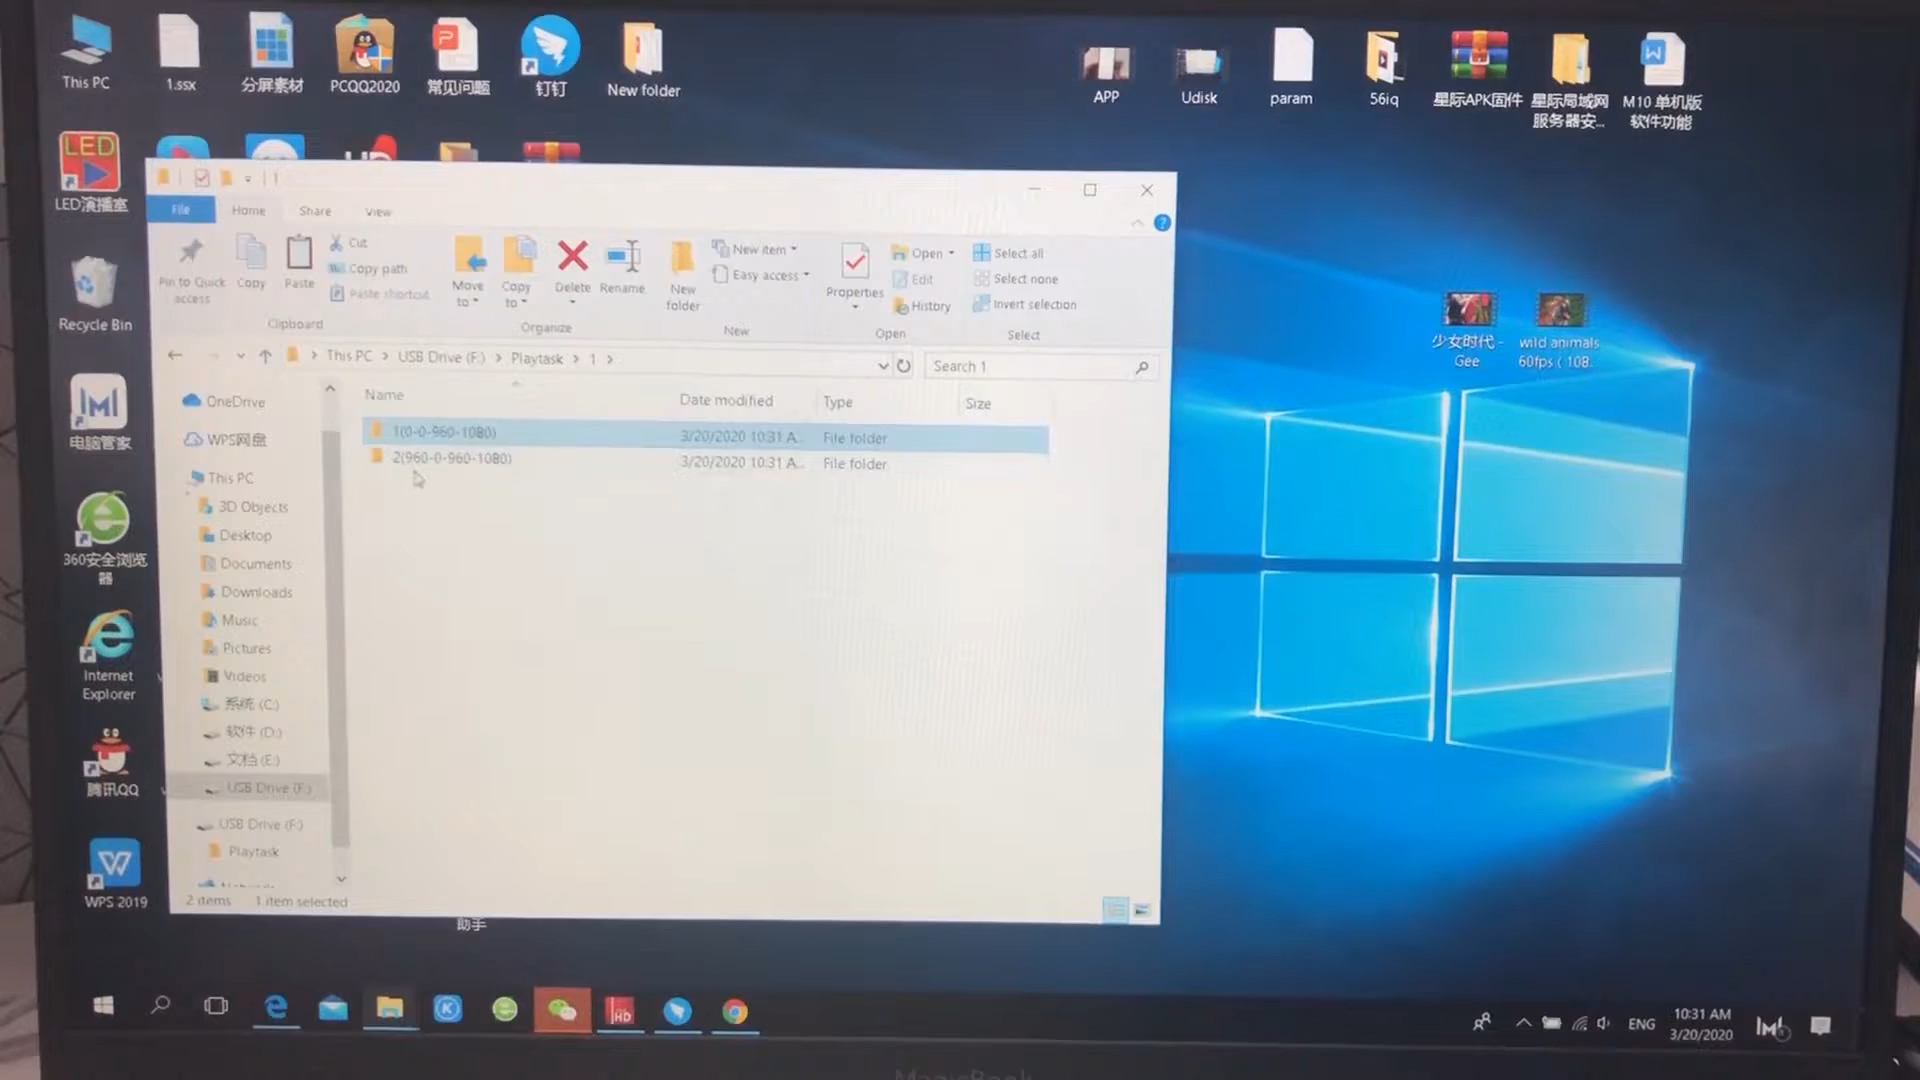 This PC
1.ssx
分屏素材
PCQQ2020
常见问题
钉钉
New folder
APP
Udisk
param
56iq
星际APK固件
星际局域网
服务器安...
M10 单机版
软件功能
LED
LED演播室
Recycle Bin
电脑管家
360安全浏览
器
Internet
Explorer
腾讯QQ
WPS 2019
少女时代 -
Gee
wild animals
60fps ( 108...
File
Home
Share
View
Pin to Quick
access
Copy
Paste
Cut
Copy path
Paste shortcut
Clipboard
Move
to
Copy
to
Delete
Rename
Organize
New
folder
New item
Easy access
New
Properties
Open
Edit
History
Open
Select all
Select none
Invert selection
Select
This PC > USB Drive (F:) > Playtask > 1 >
Search 1
Name
Date modified
Type
Size
1(0-0-960-1080)
3/20/2020 10:31 A...
File folder
2(960-0-960-1080)
3/20/2020 10:31 A...
File folder
OneDrive
WPS网盘
This PC
3D Objects
Desktop
Documents
Downloads
Music
Pictures
Videos
系统 (C:)
软件 (D:)
文档 (E:)
USB Drive (F:)
USB Drive (F:)
Playtask
2 items
1 item selected
助手
HD
ENG
10:31 AM
3/20/2020
MagicBook